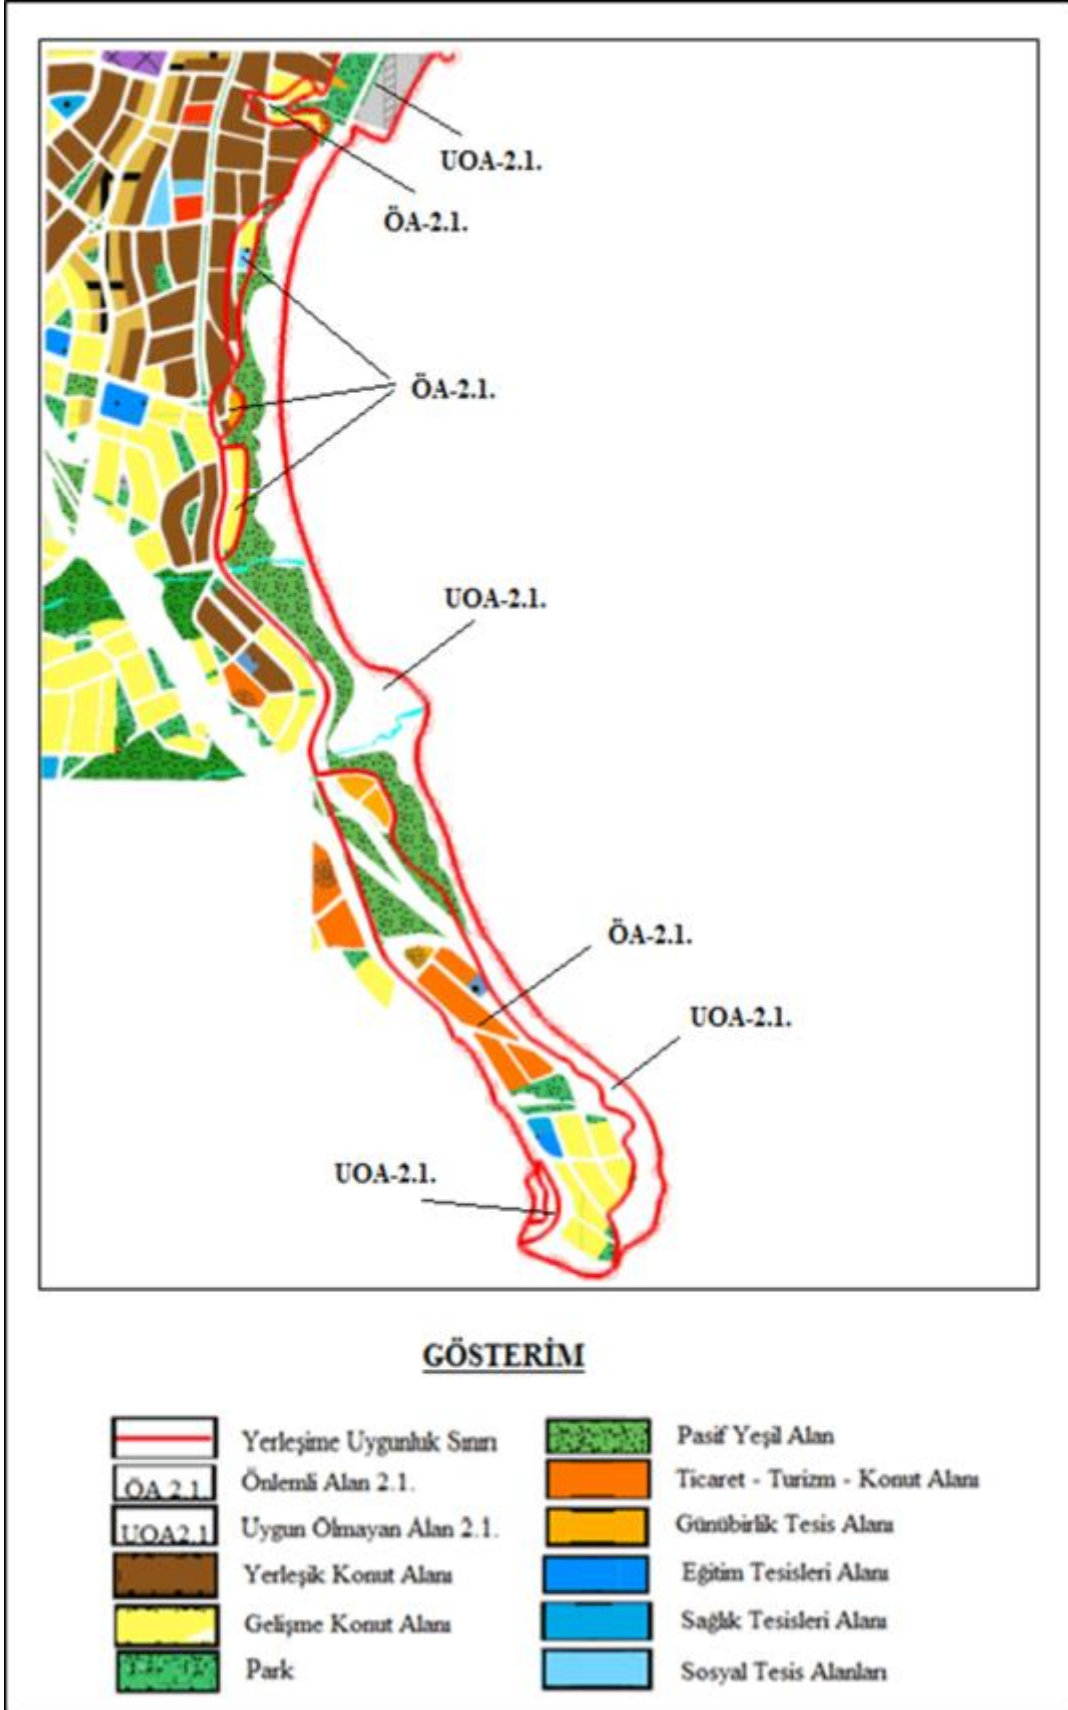 UOA-2.1.
ÖA-2.1.
ÖA-2.1.
UOA-2.1.
ÖA-2.1.
UOA-2.1.
UOA-2.1.
GÖSTERİM
Yerleşime Uygunluk Sınırı
ÖA 2.1. Önlemli Alan 2.1.
UOA2.1 Uygun Olmayan Alan 2.1.
Yerleşik Konut Alanı
Gelişme Konut Alanı
Park
Pasif Yeşil Alan
Ticaret - Turizm - Konut Alanı
Günübirlik Tesis Alanı
Eğitim Tesisleri Alanı
Sağlık Tesisleri Alanı
Sosyal Tesis Alanları